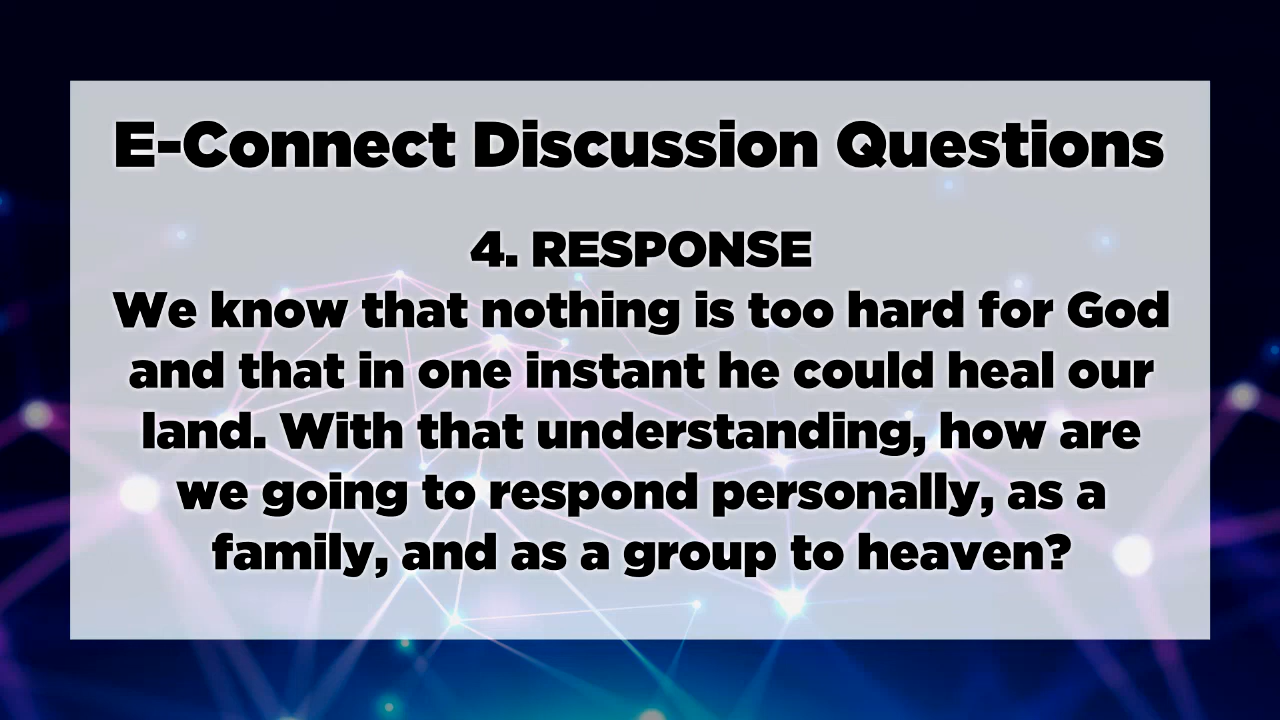 E-Connect Discussion Questions
4. RESPONSE
We know that nothing is too hard for God
and that in one instant he could heal our
land. With that understanding, how are
we going to respond personally, as a
family, and as a group to heaven?